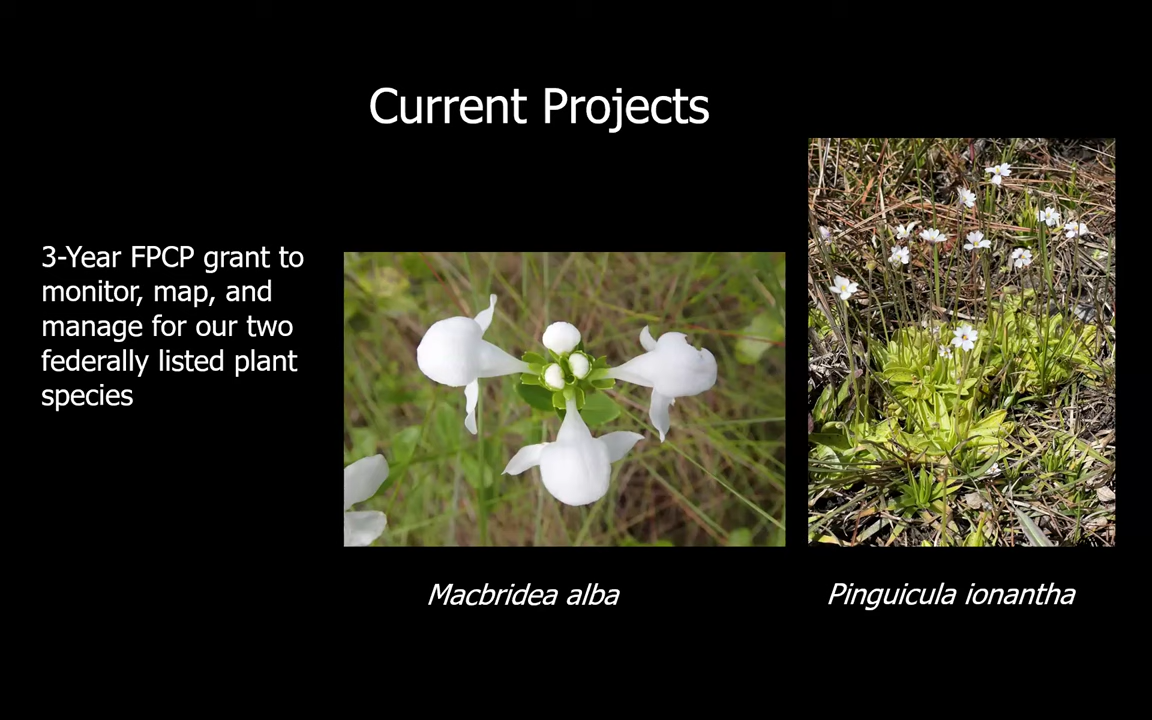 Current Projects
3-Year FPCP grant to
monitor, map, and
manage for our two
federally listed plant
species
Macbridea alba
Pinguicula ionantha